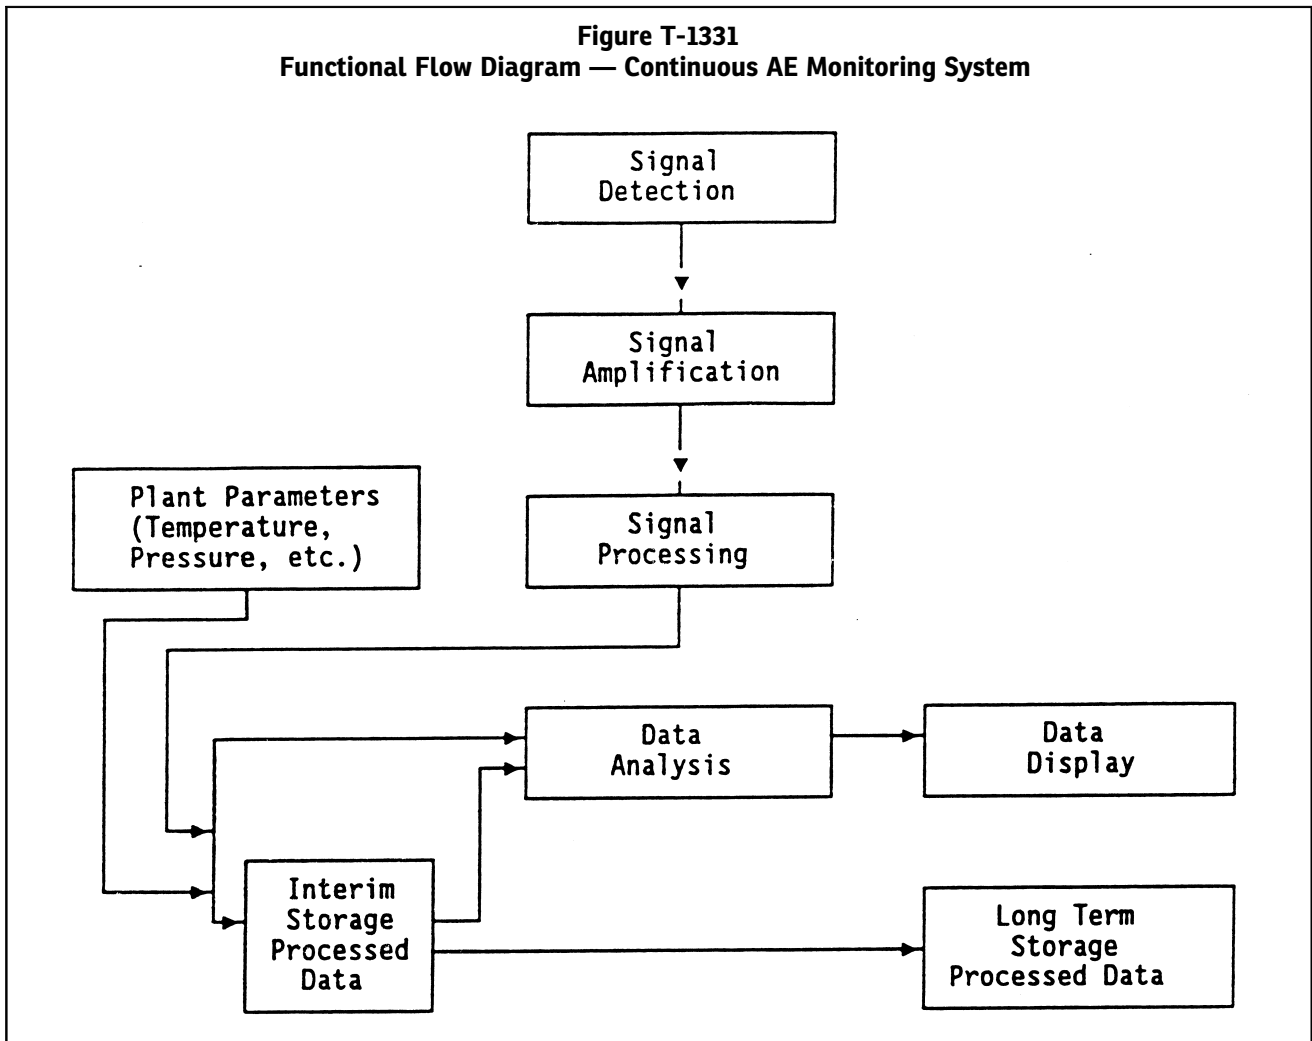 Figure T-1331
Functional Flow Diagram — Continuous AE Monitoring System
Signal
Detection
Signal
Amplification
Plant Parameters
(Temperature,
Pressure, etc.)
Signal
Processing
Data
Analysis
Data
Display
Interim
Storage
Processed
Data
Long Term
Storage
Processed Data